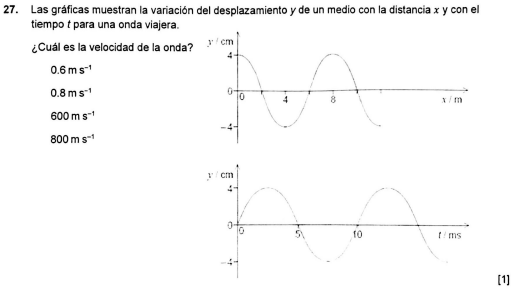 27. Las gráficas muestran la variación del desplazamiento y de un medio con la distancia x y con el
tiempo t para una onda viajera.
¿Cuál es la velocidad de la onda?
0.6 m s⁻¹
0.8 m s⁻¹
600 m s⁻¹
800 m s⁻¹
y / cm
4
0
0
4
8
x / m
−4
y / cm
4
0
0
5
10
t / ms
−4
[1]